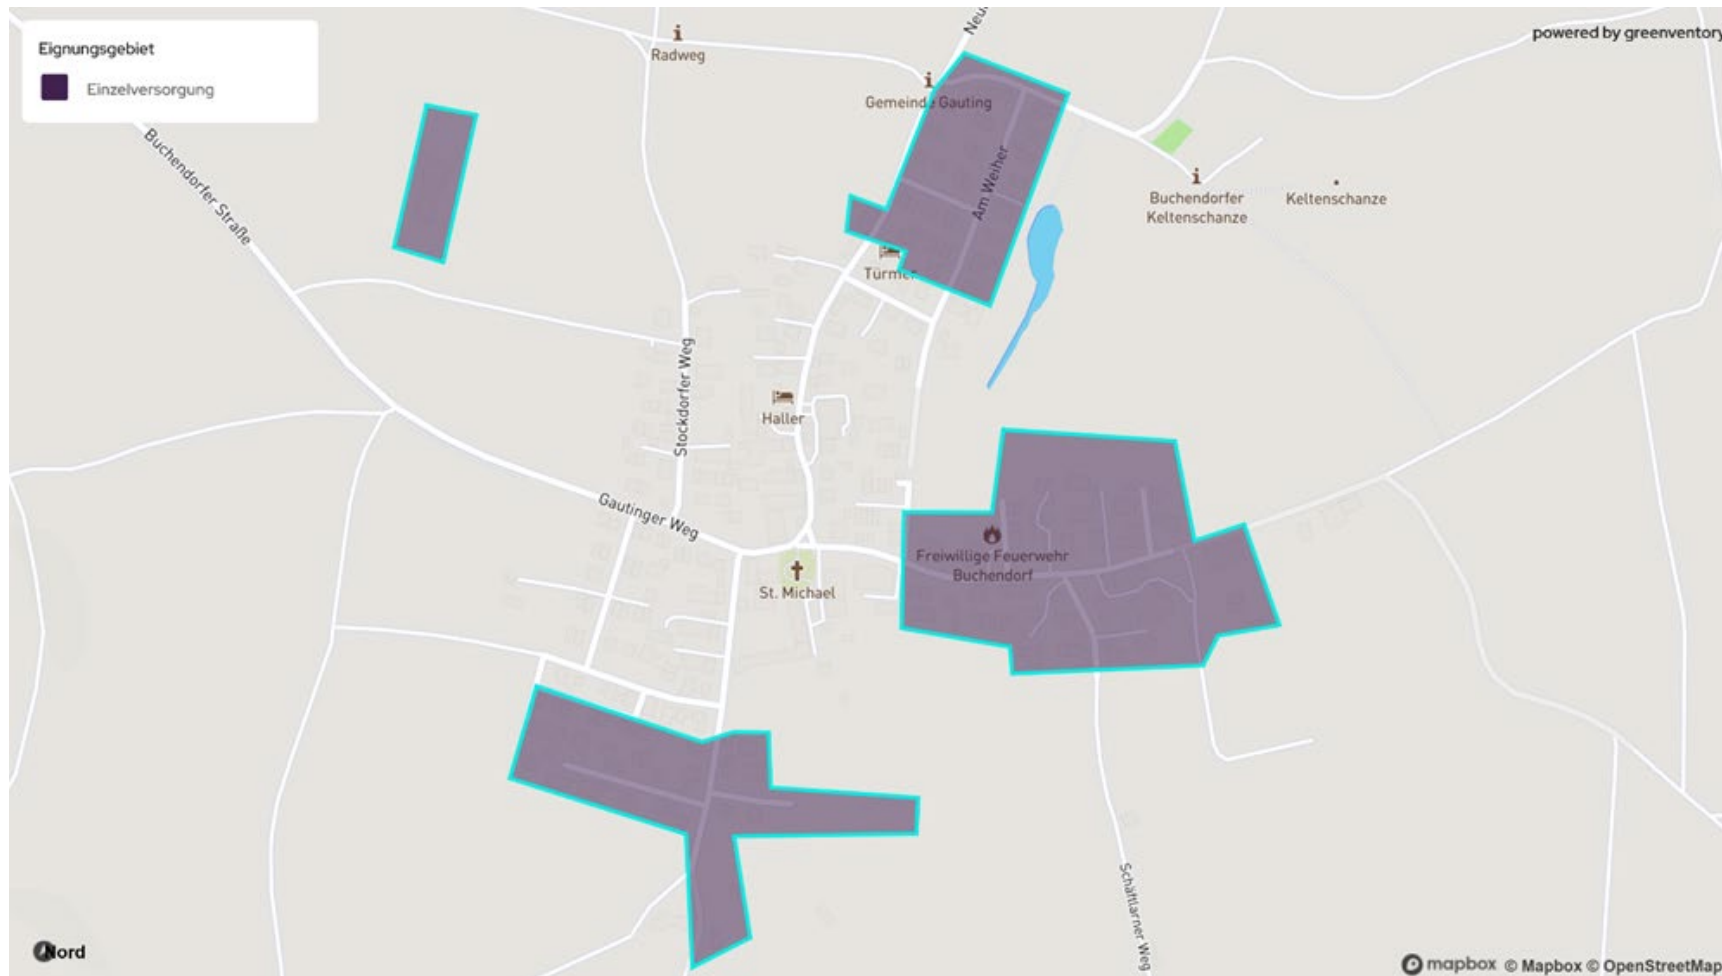 Eignungsgebiet
Einzelversorgung
powered by greenventory
Radweg
Gemeinde Gauting
Buchendorfer Straße
Am Weiher
Buchendorfer
Keltenschanze
Keltenschanze
Stockdorfer Weg
Haller
Gautinger Weg
Freiwillige Feuerwehr
Buchendorf
St. Michael
Schäftlarner Weg
Nord
mapbox © Mapbox © OpenStreetMap